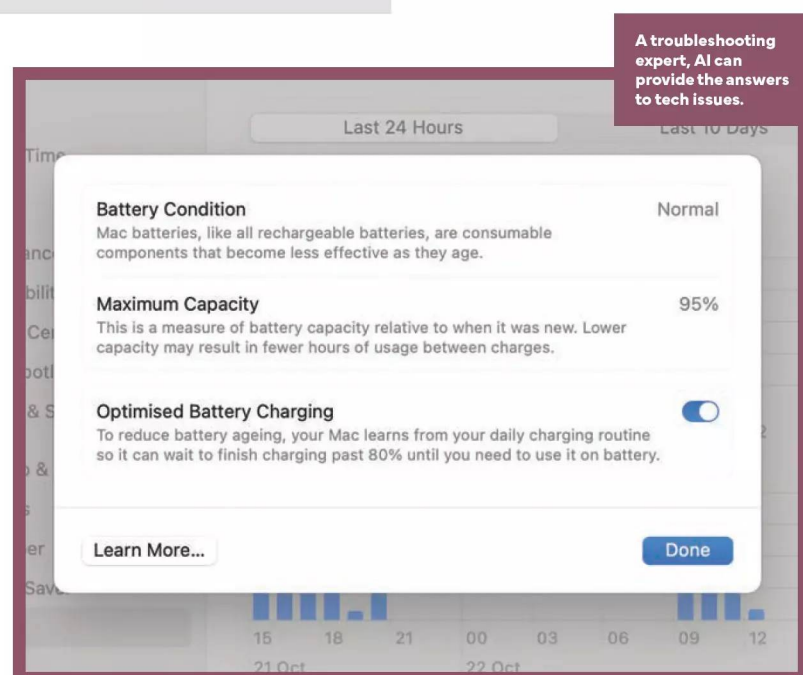 A troubleshooting
expert, AI can
provide the answers
to tech issues.
Last 24 Hours
Last 10 Days
Time
Battery Condition
Normal
Mac batteries, like all rechargeable batteries, are consumable
components that become less effective as they age.
Maximum Capacity
95%
This is a measure of battery capacity relative to when it was new. Lower
capacity may result in fewer hours of usage between charges.
Optimised Battery Charging
To reduce battery ageing, your Mac learns from your daily charging routine
so it can wait to finish charging past 80% until you need to use it on battery.
& S
&
er
Learn More...
Done
15 18 21 00 03 06 09 12
21 Oct 22 Oct